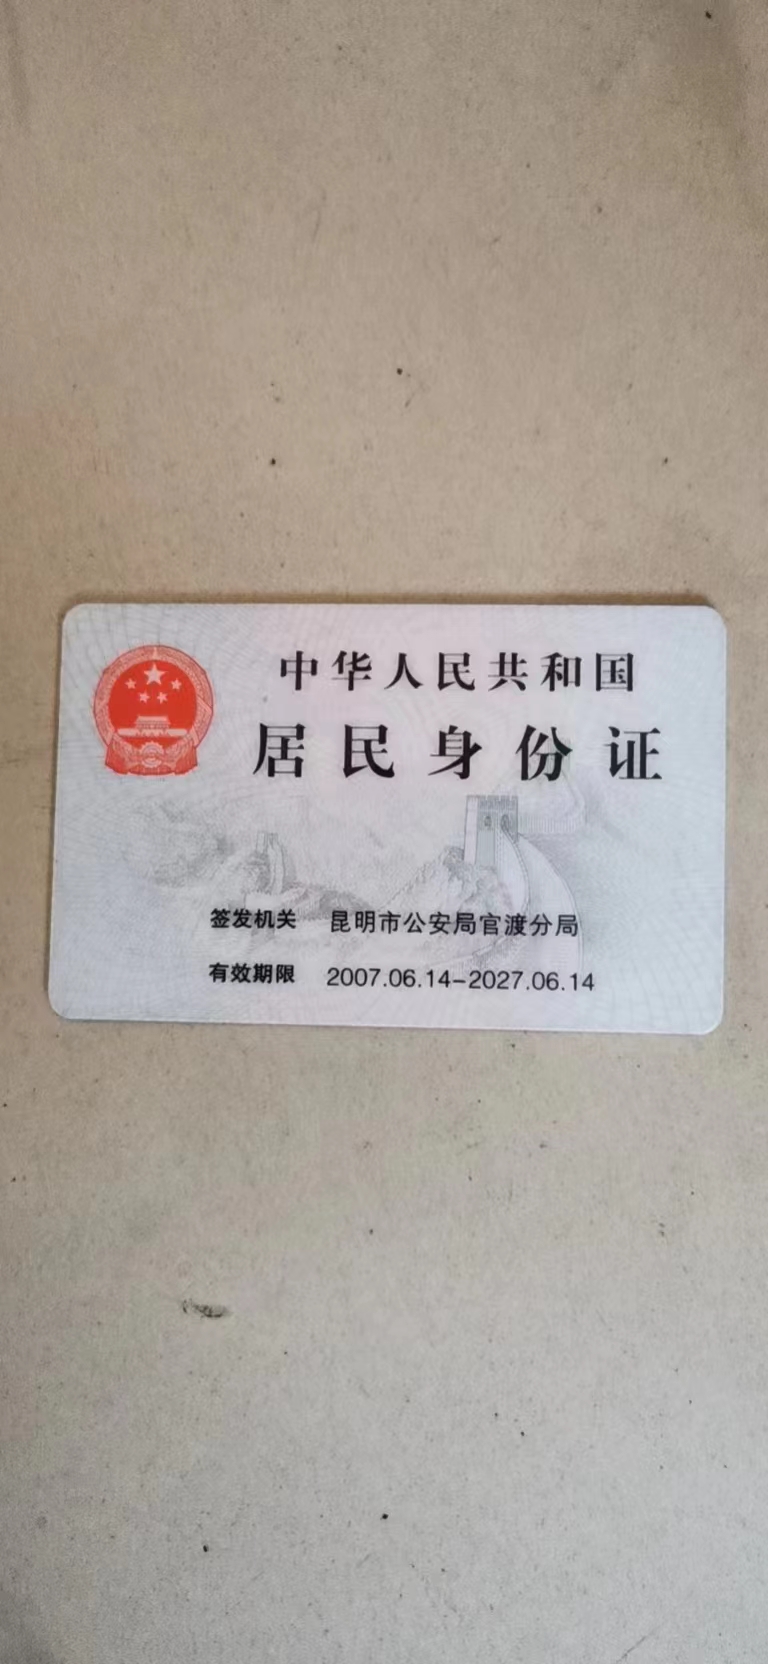 中华人民共和国
居民身份证
签发机关 昆明市公安局官渡分局
有效期限 2007.06.14-2027.06.14